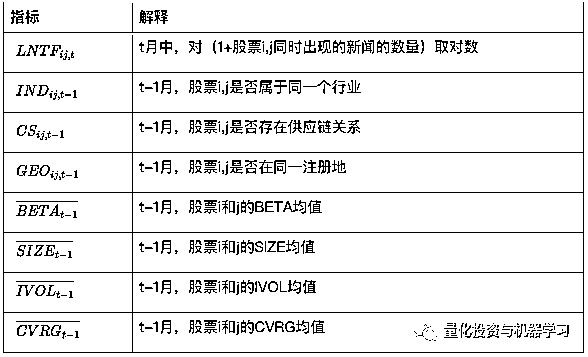 指标 解释
LNTF_{ij,t} t月中，对（1+股票i,j同时出现的新闻的数量）取对数
IND_{ij,t-1} t-1月，股票i,j是否属于同一个行业
CS_{ij,t-1} t-1月，股票i,j是否存在供应链关系
GEO_{ij,t-1} t-1月，股票i,j是否在同一注册地
\overline{BETA_{t-1}} t-1月，股票i和j的BETA均值
\overline{SIZE_{t-1}} t-1月，股票i和j的SIZE均值
\overline{IVOL_{t-1}} t-1月，股票i和j的IVOL均值
\overline{CVRG_{t-1}} t-1月，股票i和j的CVRG均值
量化投资与机器学习